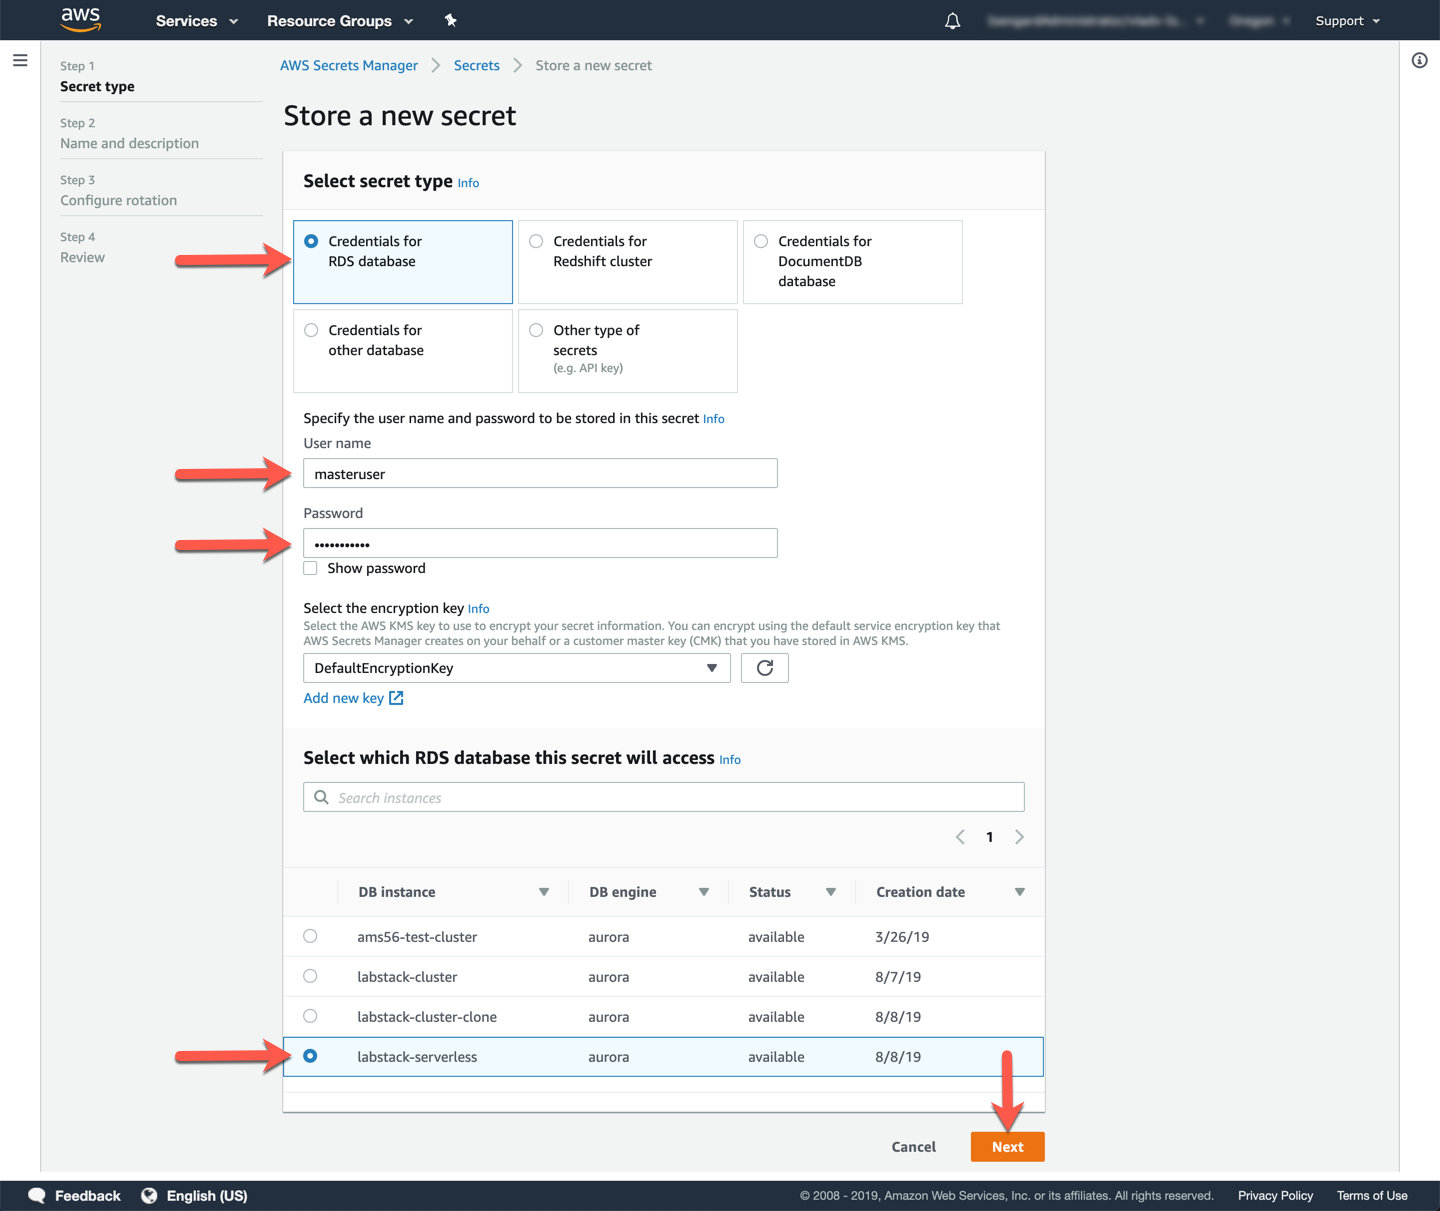 aws
Services
Resource Groups
Support
Step 1
Secret type
Step 2
Name and description
Step 3
Configure rotation
Step 4
Review
AWS Secrets Manager
Secrets
Store a new secret
Store a new secret
Select secret type Info
Credentials for
RDS database
Credentials for
Redshift cluster
Credentials for
DocumentDB
database
Credentials for
other database
Other type of
secrets
(e.g. API key)
Specify the user name and password to be stored in this secret Info
User name
masteruser
Password
•••••••••••
Show password
Select the encryption key Info
Select the AWS KMS key to use to encrypt your secret information. You can encrypt using the default service encryption key that
AWS Secrets Manager creates on your behalf or a customer master key (CMK) that you have stored in AWS KMS.
DefaultEncryptionKey
Add new key
Select which RDS database this secret will access Info
Search instances
1
DB instance DB engine Status Creation date
ams56-test-cluster aurora available 3/26/19
labstack-cluster aurora available 8/7/19
labstack-cluster-clone aurora available 8/8/19
labstack-serverless aurora available 8/8/19
Cancel
Next
Feedback
English (US)
© 2008 - 2019, Amazon Web Services, Inc. or its affiliates. All rights reserved.
Privacy Policy
Terms of Use